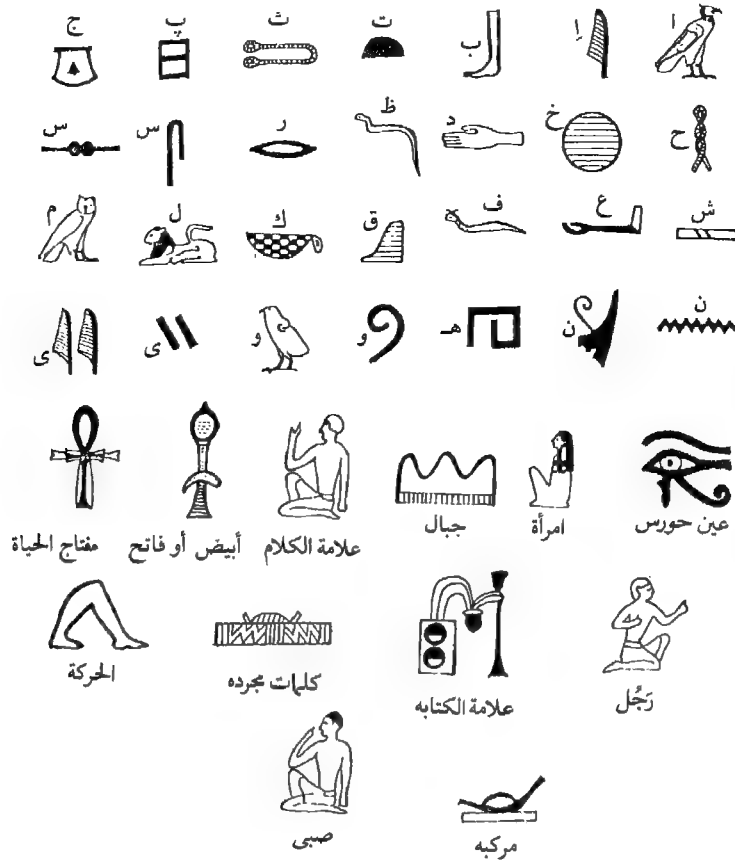 ا إ ب ت ث پ ج
ح خ د ظ ر س س
ش ع ف ق ك ل م
ن ن هـ و و ى ى
عين حورس امرأة جبال علامة الكلام أبيض أو فاتح مفتاح الحياة
رَجُل علامة الكتابه كلمات مجرده الحركة
صبى مركبه